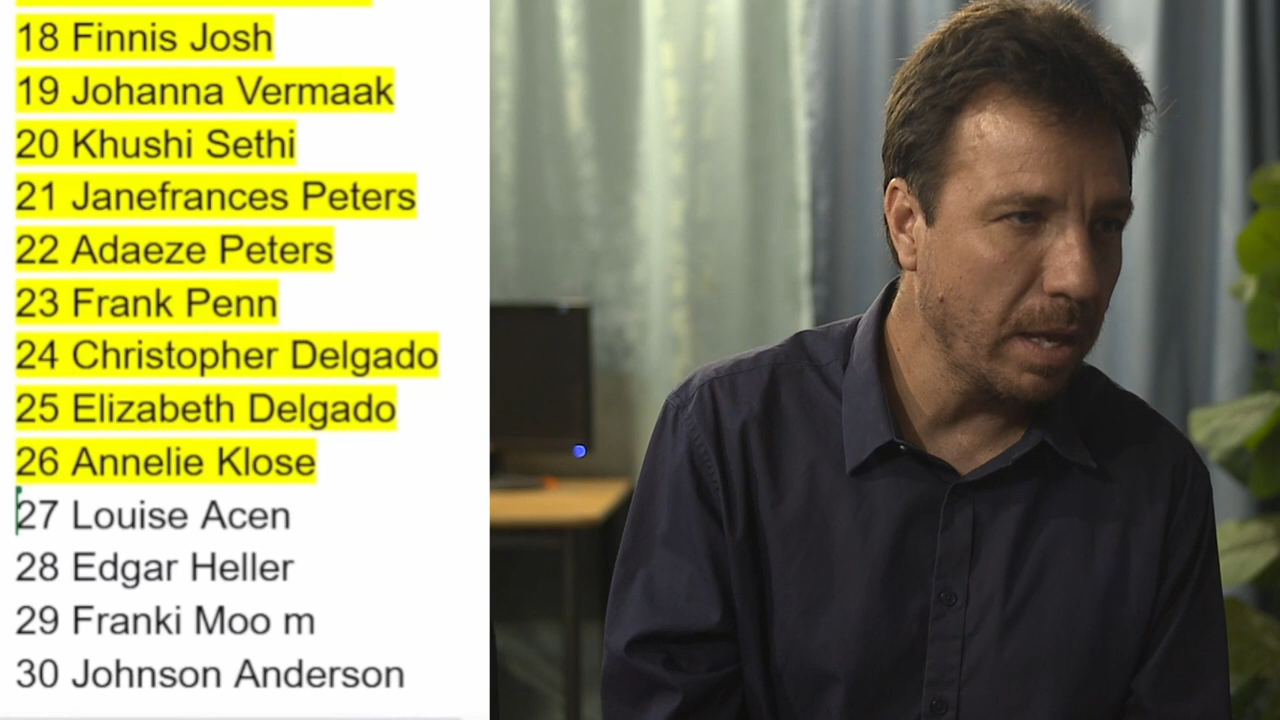 18 Finnis Josh
19 Johanna Vermaak
20 Khushi Sethi
21 Janefrances Peters
22 Adaeze Peters
23 Frank Penn
24 Christopher Delgado
25 Elizabeth Delgado
26 Annelie Klose
27 Louise Acen
28 Edgar Heller
29 Franki Moo m
30 Johnson Anderson